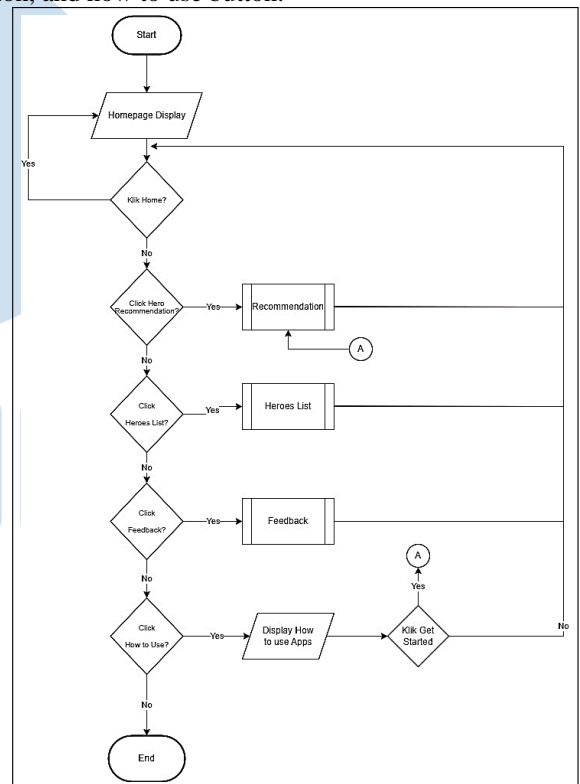 on, and how to use button.
Start
Homepage Display
Yes
Klik Home?
No
Click Hero
Recommendation?
Yes
Recommendation
A
No
Click
Heroes List?
Yes
Heroes List
No
Click
Feedback?
Yes
Feedback
No
A
Yes
Click
How to Use?
Yes
Display How
to use Apps
Klik Get
Started
No
No
End